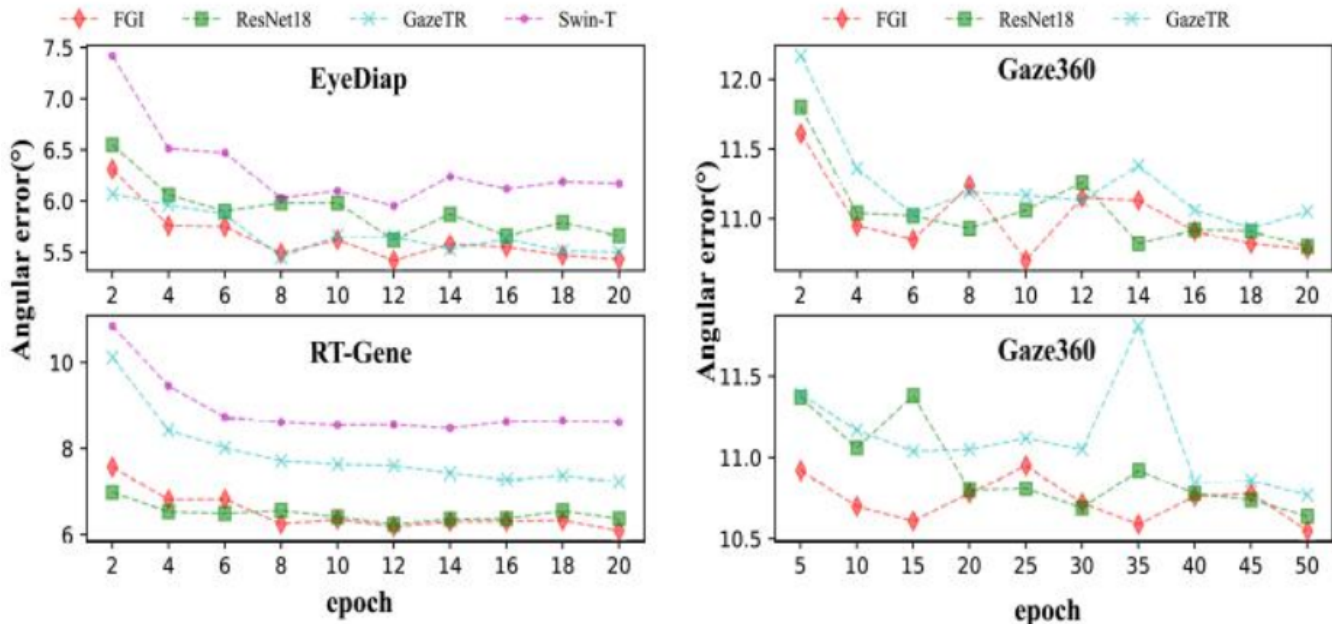 FGI ResNet18 GazeTR Swin-T
7.5
7.0
6.5
6.0
5.5
EyeDiap
2 4 6 8 10 12 14 16 18 20
10
8
6
RT-Gene
2 4 6 8 10 12 14 16 18 20
Angular error(°)
epoch
FGI ResNet18 GazeTR
12.0
11.5
11.0
Gaze360
2 4 6 8 10 12 14 16 18 20
11.5
11.0
10.5
Gaze360
5 10 15 20 25 30 35 40 45 50
Angular error(°)
epoch